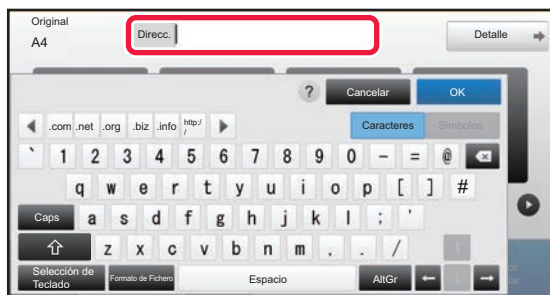 Original
A4
Direcc.
Detalle
? Cancelar OK
.com .net .org .biz .info http:/
/
Caracteres Símbolos
` 1 2 3 4 5 6 7 8 9 0 - = @
q w e r t y u i o p [ ] #
Caps a s d f g h j k l ; '
z x c v b n m , . /
Selección de
Teclado
Formato de Fichero Espacio AltGr